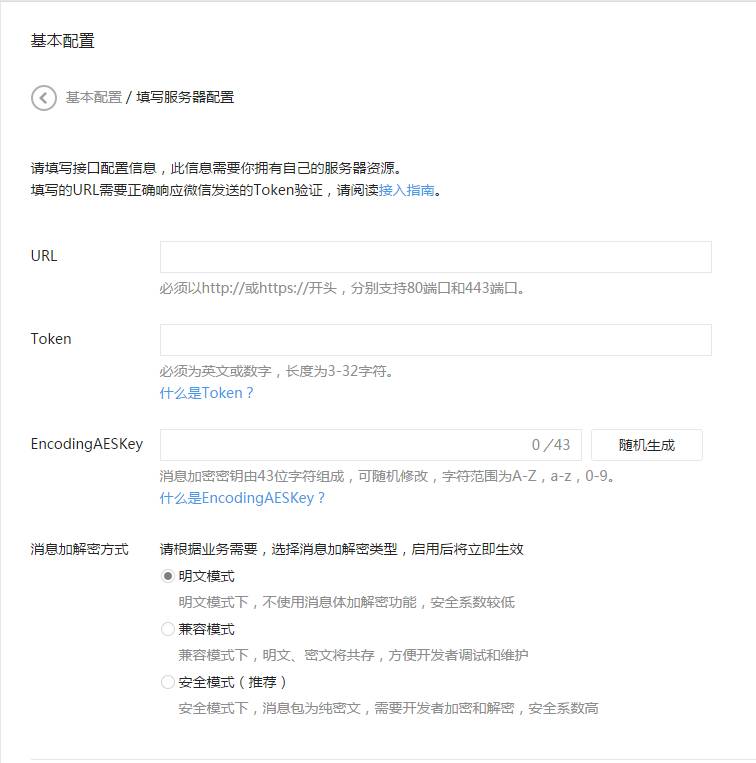 基本配置
基本配置 / 填写服务器配置
请填写接口配置信息，此信息需要你拥有自己的服务器资源。
填写的URL需要正确响应微信发送的Token验证，请阅读接入指南。
URL
必须以http://或https://开头，分别支持80端口和443端口。
Token
必须为英文或数字，长度为3-32字符。
什么是Token？
EncodingAESKey 0/43 随机生成
消息加密密钥由43位字符组成，可随机修改，字符范围为A-Z，a-z，0-9。
什么是EncodingAESKey？
消息加解密方式 请根据业务需要，选择消息加解密类型，启用后将立即生效
明文模式
明文模式下，不使用消息体加解密功能，安全系数较低
兼容模式
兼容模式下，明文、密文将共存，方便开发者调试和维护
安全模式（推荐）
安全模式下，消息包为纯密文，需要开发者加密和解密，安全系数高